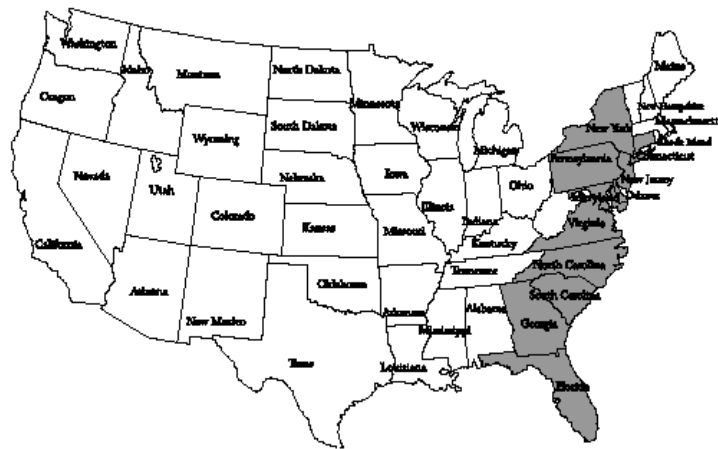 Washington
Idaho
Montana
North Dakota
Minnesota
Maine
Oregon
Wyoming
South Dakota
Wisconsin
Michigan
New York
New Hampshire
Massachusett
Rhode Island
Connecticut
Pennsylvania
New Jersey
Nevada
Utah
Colorado
Nebraska
Iowa
Illinois
Indiana
Ohio
Maryland
Virginia
California
Kansas
Missouri
Kentucky
North Carolina
Arizona
New Mexico
Oklahoma
Arkansas
Tennessee
South Carolina
Texas
Louisiana
Mississippi
Alabama
Georgia
Florida